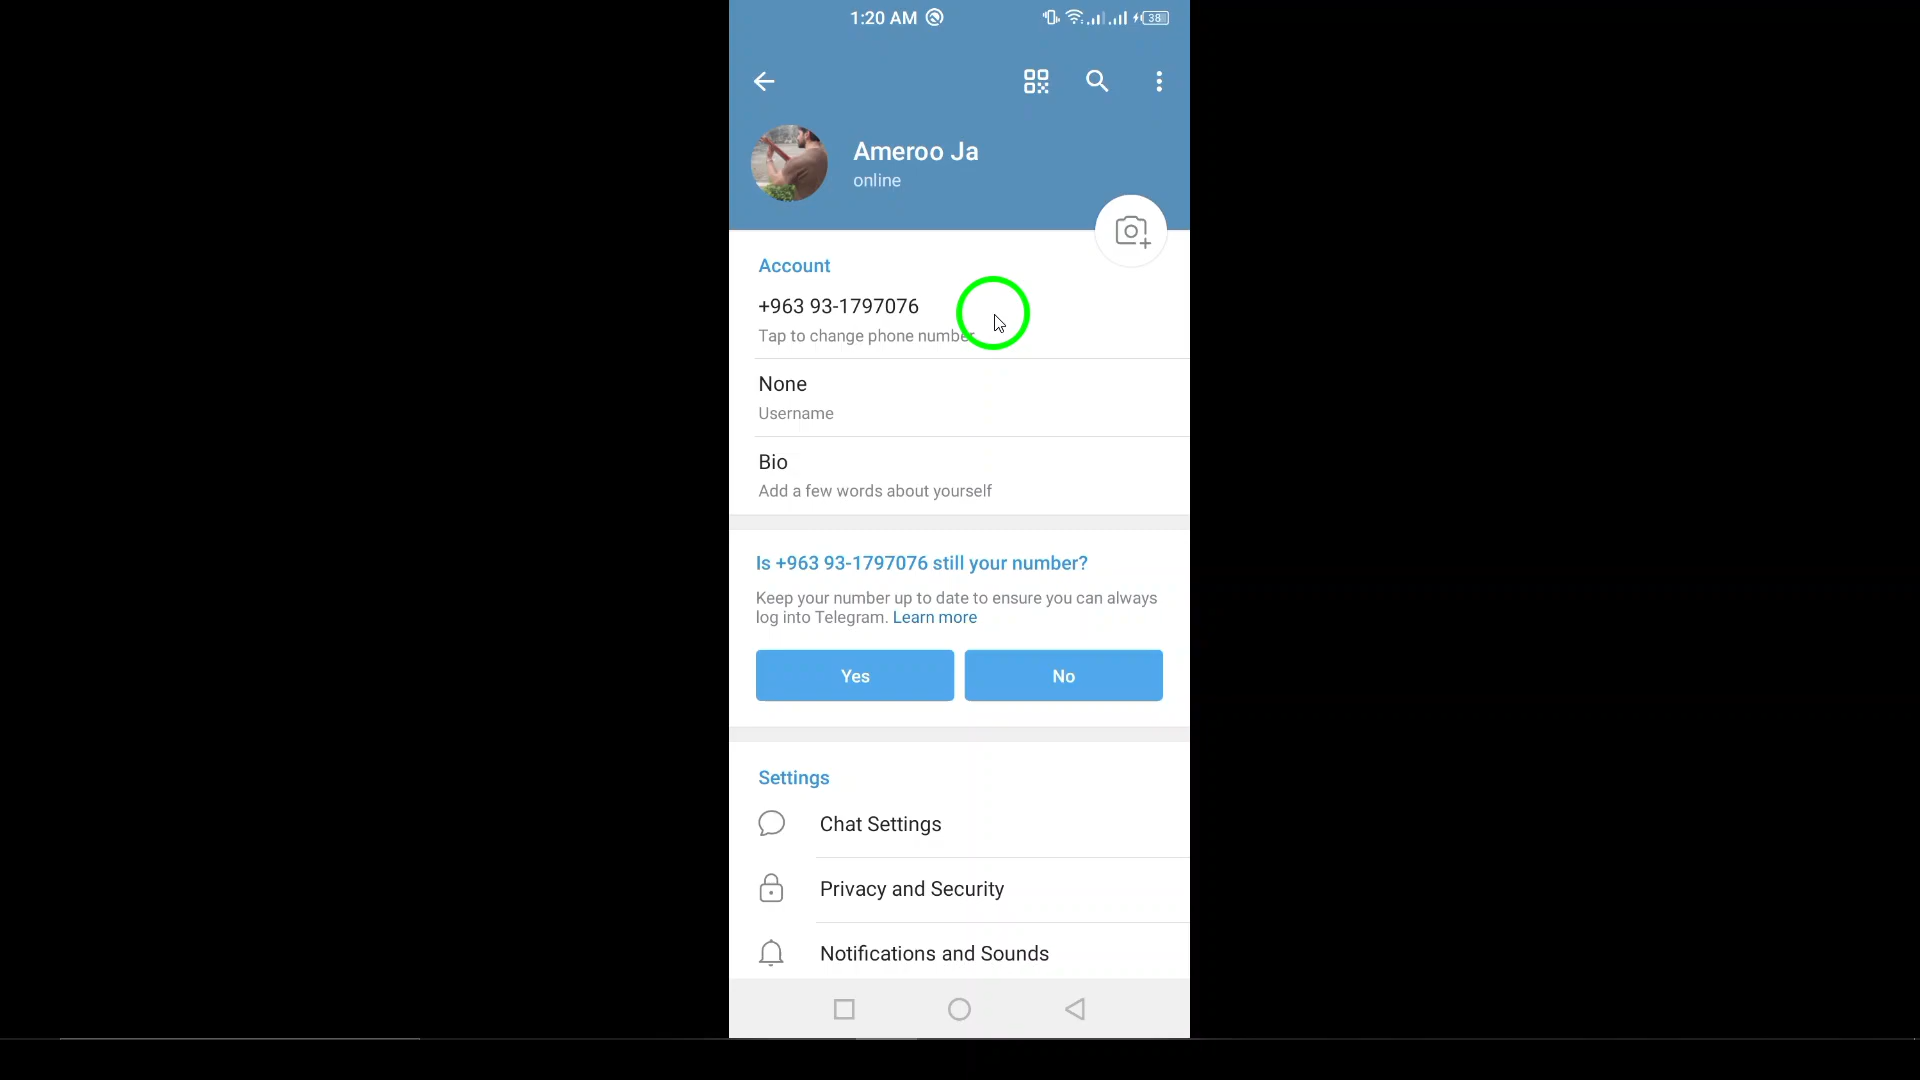 1:20 AM
38
Ameroo Ja
online
Account
+963 93-1797076
Tap to change phone number
None
Username
Bio
Add a few words about yourself
Is +963 93-1797076 still your number?
Keep your number up to date to ensure you can always
log into Telegram. Learn more
Yes
No
Settings
Chat Settings
Privacy and Security
Notifications and Sounds